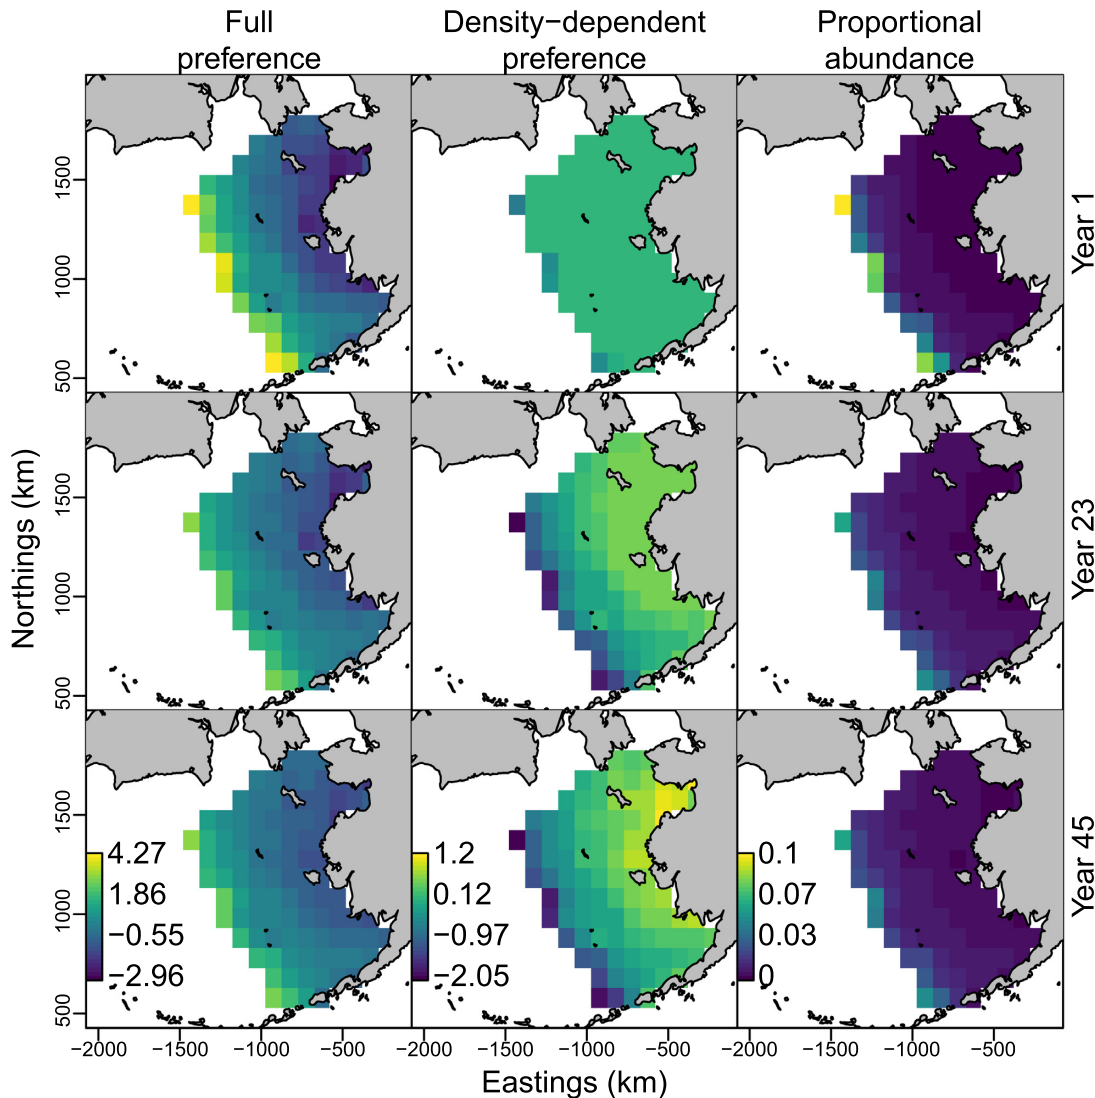 Full
preference
Density−dependent
preference
Proportional
abundance
1500
1000
500
Year 1
1500
1000
500
Year 23
Northings (km)
4.27
1.86
−0.55
−2.96
1.2
0.12
−0.97
−2.05
0.1
0.07
0.03
0
1500
1000
500
Year 45
−2000 −1500 −1000 −500 −2000 −1500 −1000 −500 −2000 −1500 −1000 −500
Eastings (km)